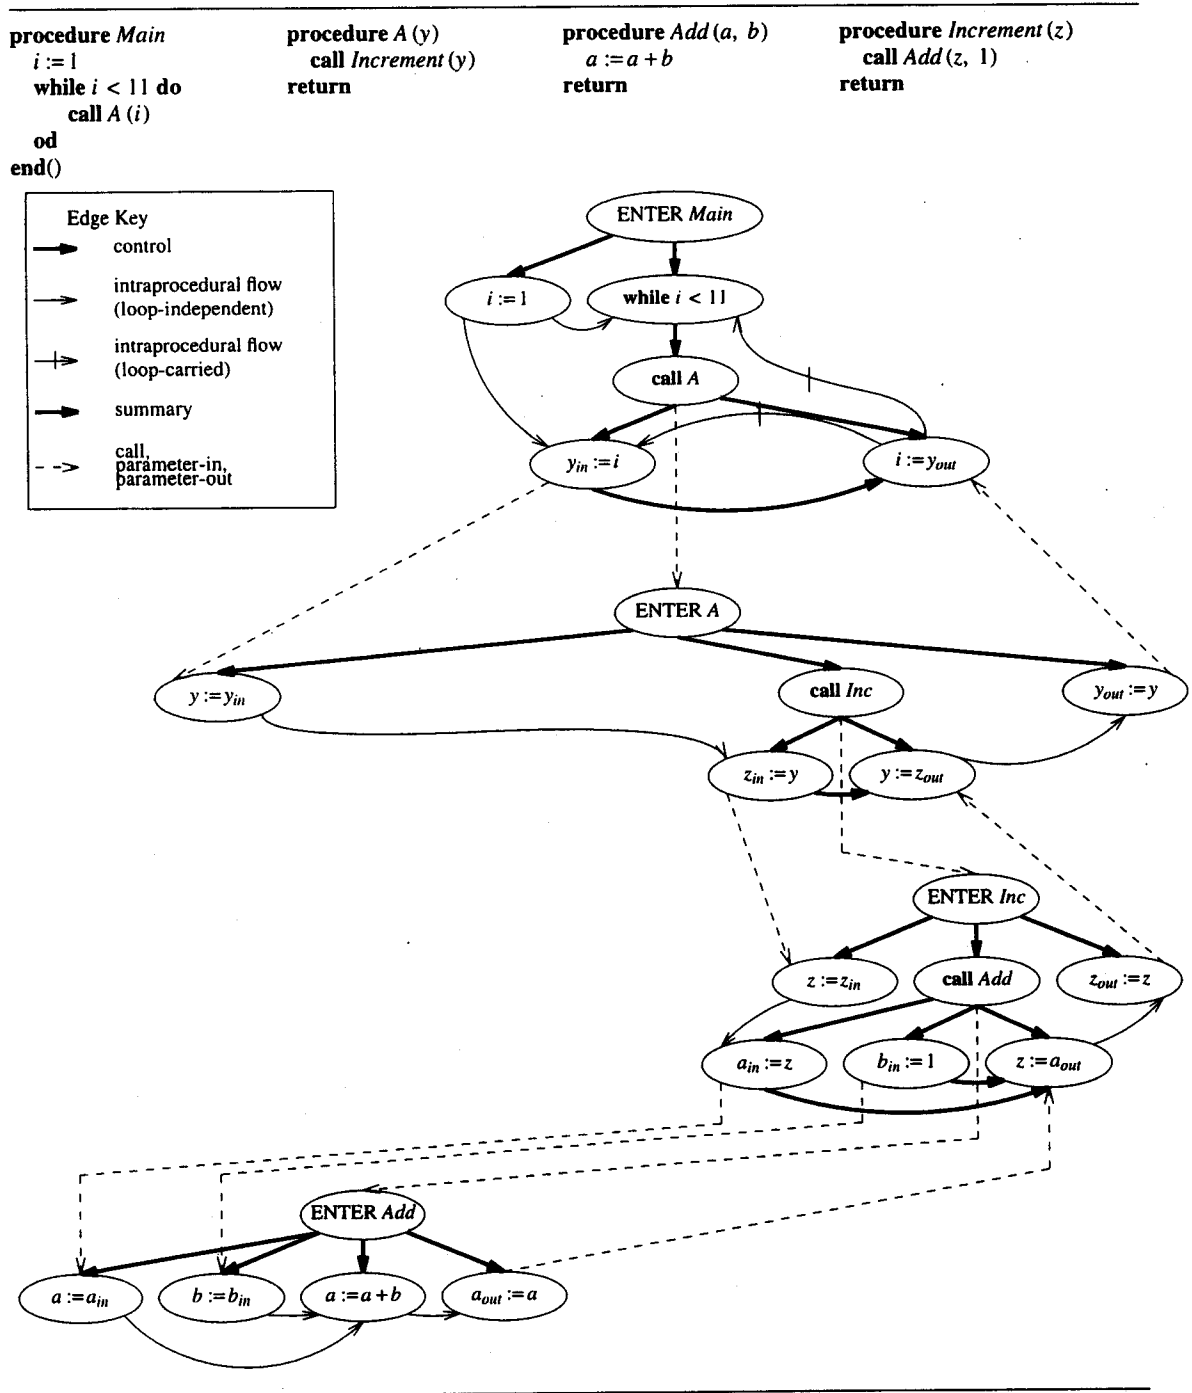 procedure Main
i := 1
while i < 11 do
call A (i)
od
end()
procedure A (y)
call Increment (y)
return
procedure Add (a, b)
a := a + b
return
procedure Increment (z)
call Add (z, 1)
return
Edge Key
control
intraprocedural flow
(loop-independent)
intraprocedural flow
(loop-carried)
summary
call,
parameter-in,
parameter-out
ENTER Main
i := 1
while i < 11
call A
y_in := i
i := y_out
ENTER A
y := y_in
call Inc
y_out := y
z_in := y
y := z_out
ENTER Inc
z := z_in
call Add
z_out := z
a_in := z
b_in := 1
z := a_out
ENTER Add
a := a_in
b := b_in
a := a + b
a_out := a